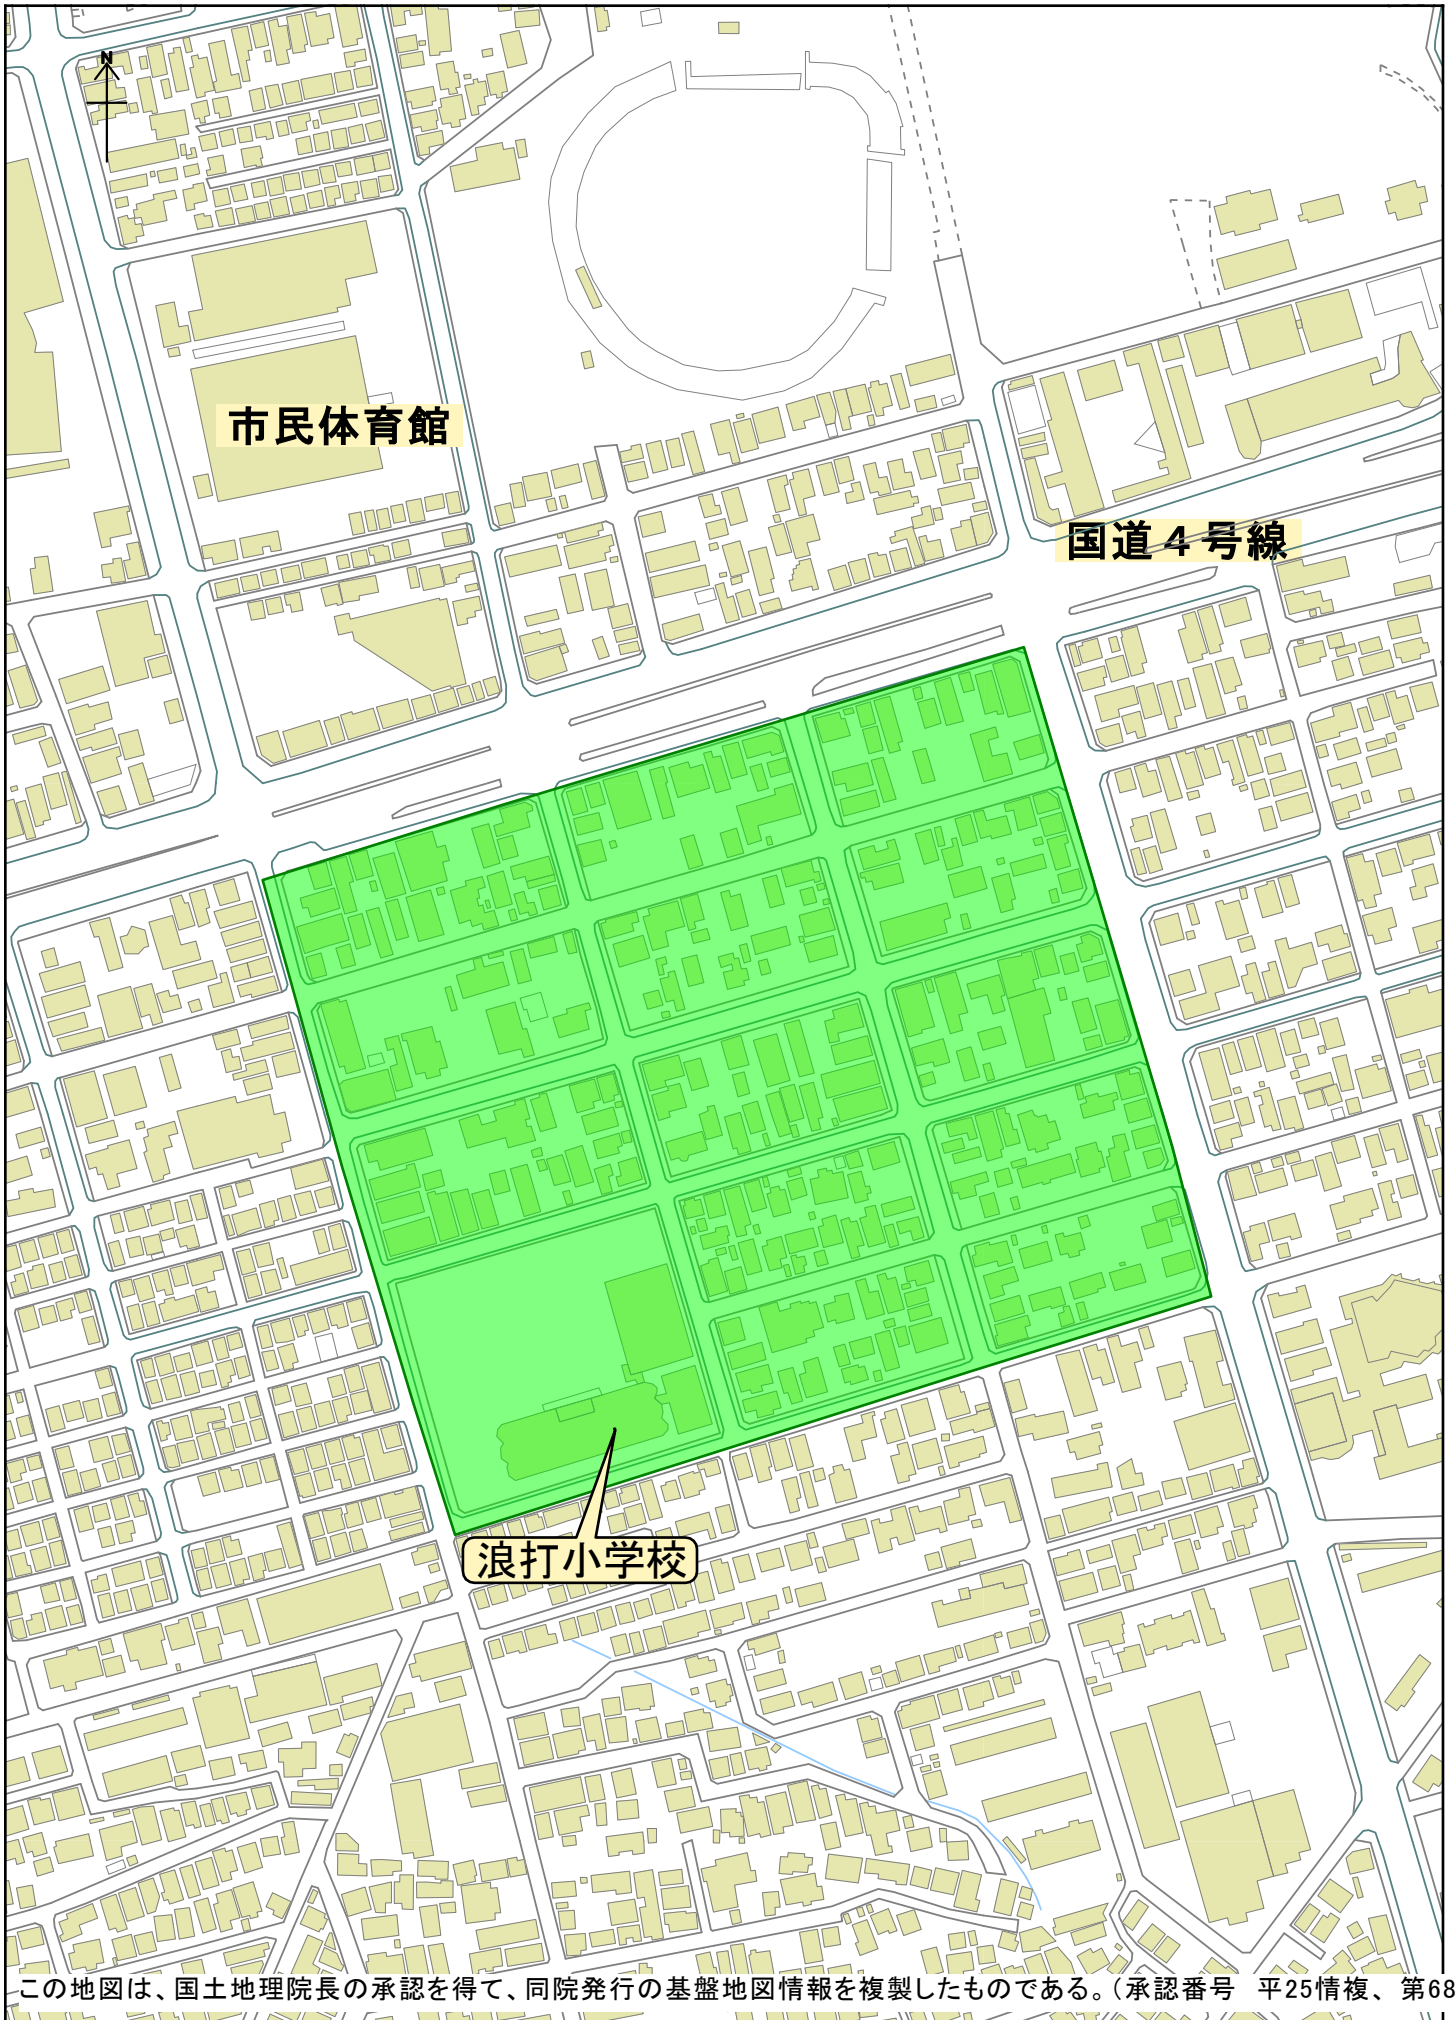 N
市民体育館
国道４号線
浪打小学校
この地図は、国土地理院長の承認を得て、同院発行の基盤地図情報を複製したものである。（承認番号　平25情複、 第68